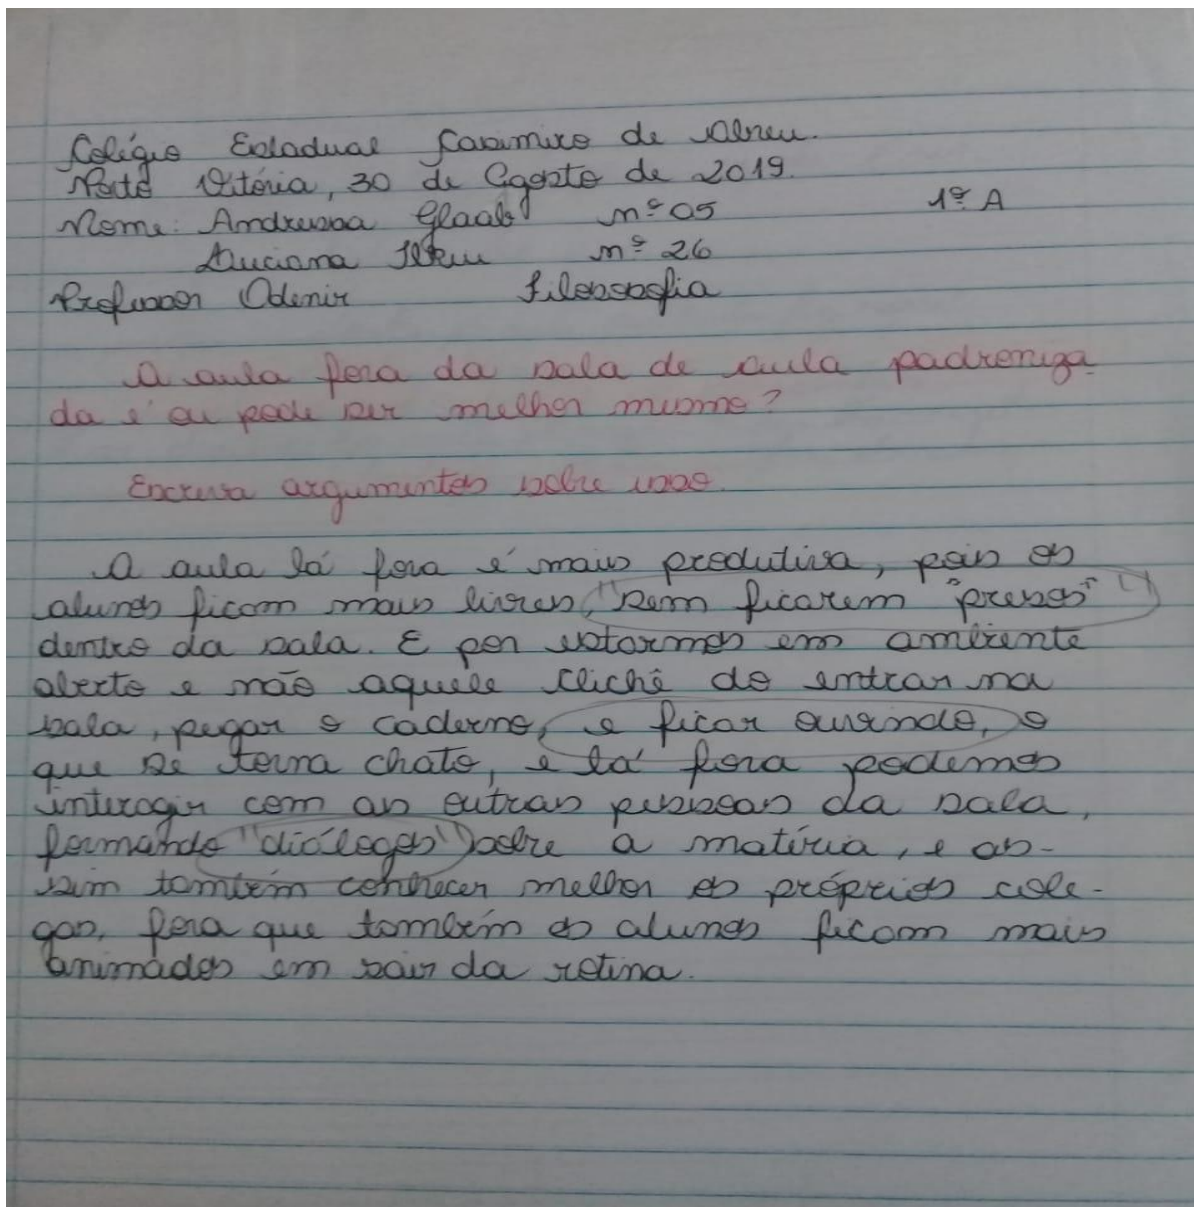 Colégio Estadual Casimiro de Abreu.
Porto Vitória, 30 de Agosto de 2019.
Nome: Andressa Glaab nº 05 1º A
Luciana nº 26
Professor Odenir Filosofia
A aula fora da sala de aula padroniza-
da é ou pode ser melhor mesmo?
Escreva argumentos sobre isso.
A aula lá fora é mais produtiva, pois os
alunos ficam mais livres, "sem ficarem "presos""
dentro da sala. E por estarmos em ambiente
aberto e não aquele clichê do entrar na
sala, pegar o caderno, e ficar ouvindo, o
que se torna chato, e lá fora podemos
interagir com as outras pessoas da sala,
formando "diálogos" sobre a matéria, e as-
sim também conhecer melhor os próprios cole-
gas, fora que também os alunos ficam mais
animados em sair da rotina.